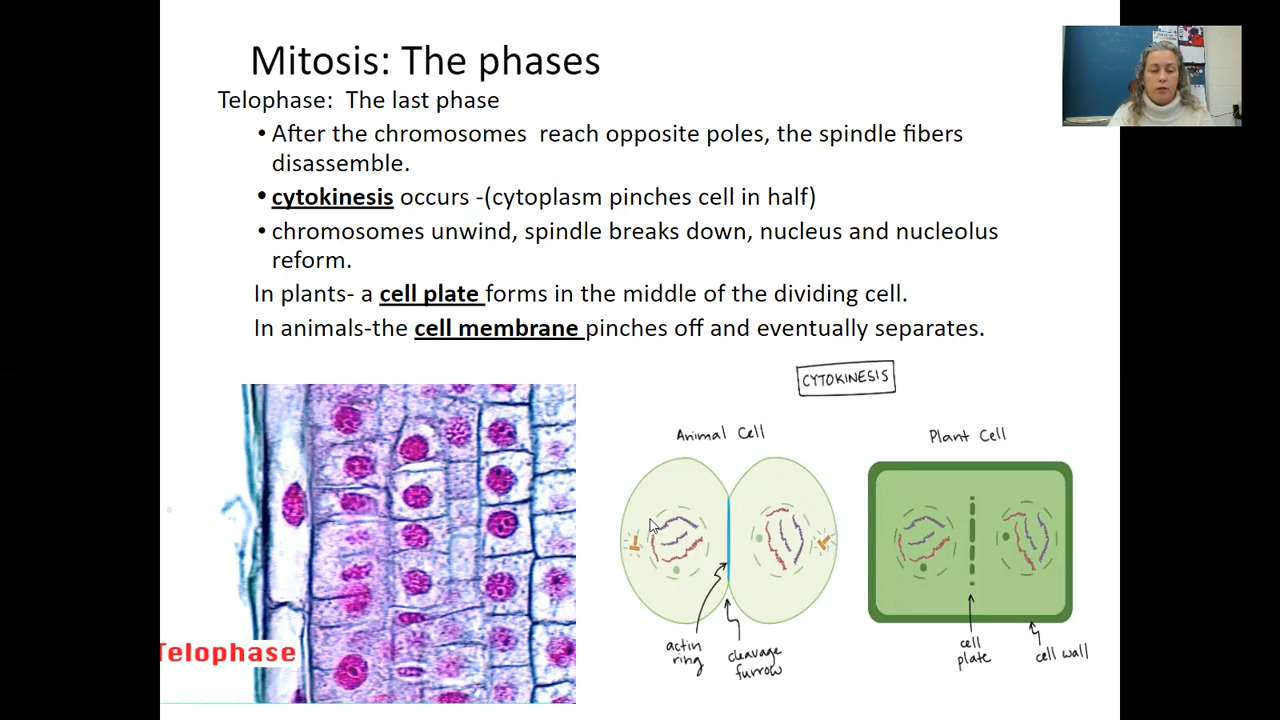 Mitosis: The phases
Telophase:  The last phase
• After the chromosomes  reach opposite poles, the spindle fibers
disassemble.
• cytokinesis occurs -(cytoplasm pinches cell in half)
• chromosomes unwind, spindle breaks down, nucleus and nucleolus
reform.
In plants- a cell plate forms in the middle of the dividing cell.
In animals-the cell membrane pinches off and eventually separates.
CYTOKINESIS
Animal Cell
Plant Cell
actin
ring
cleavage
furrow
cell
plate
cell wall
Telophase